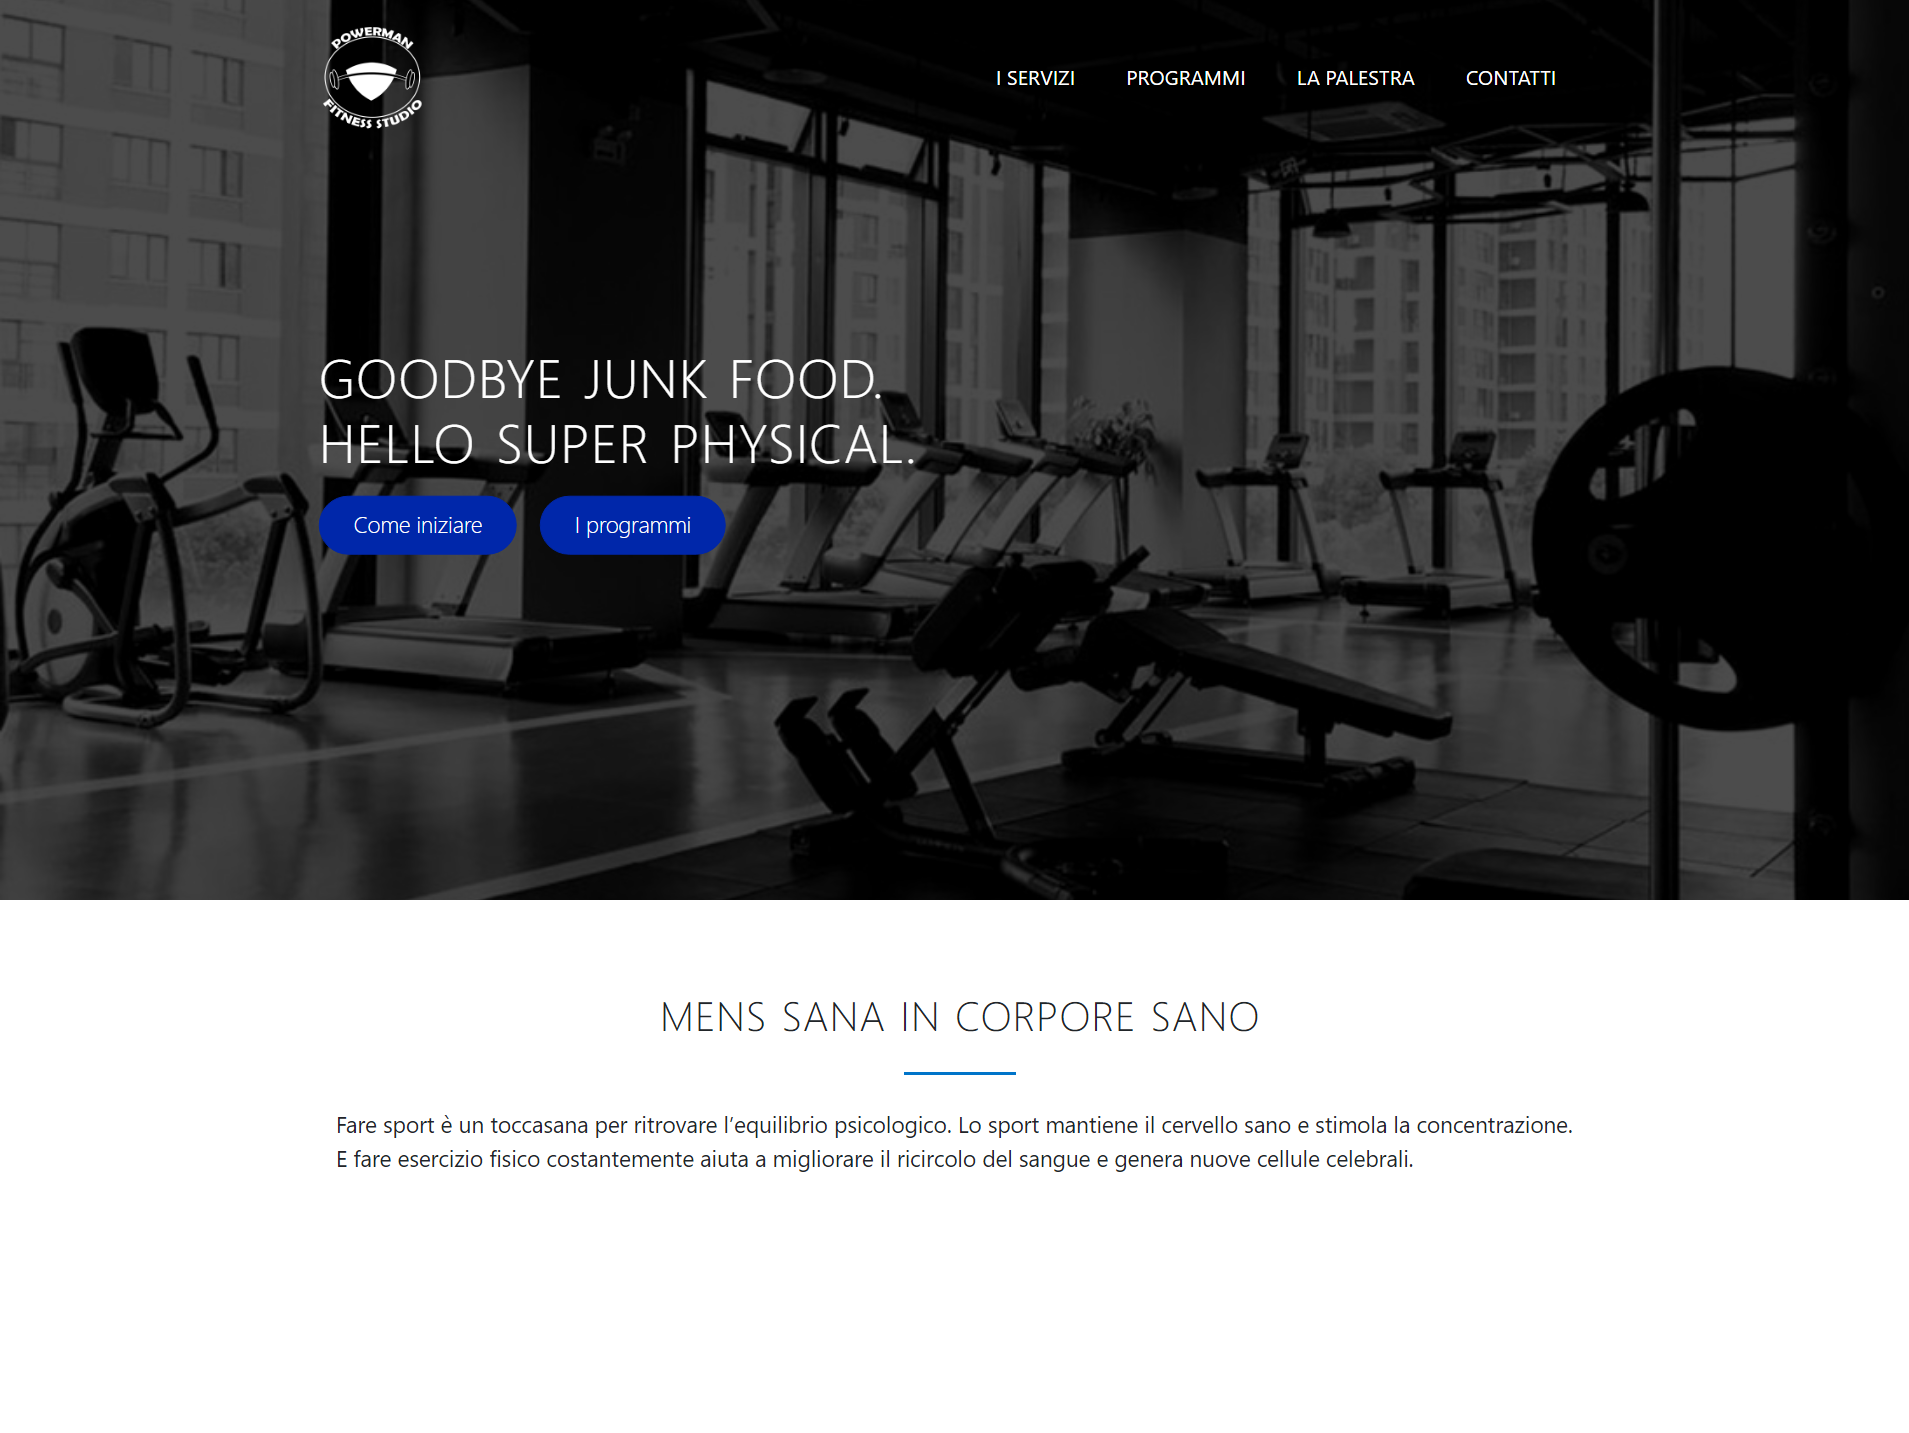 POWERMAN
FITNESS STUDIO
I SERVIZI PROGRAMMI LA PALESTRA CONTATTI
GOODBYE JUNK FOOD.
HELLO SUPER PHYSICAL.
Come iniziare I programmi
MENS SANA IN CORPORE SANO
Fare sport è un toccasana per ritrovare l’equilibrio psicologico. Lo sport mantiene il cervello sano e stimola la concentrazione.
E fare esercizio fisico costantemente aiuta a migliorare il ricircolo del sangue e genera nuove cellule celebrali.